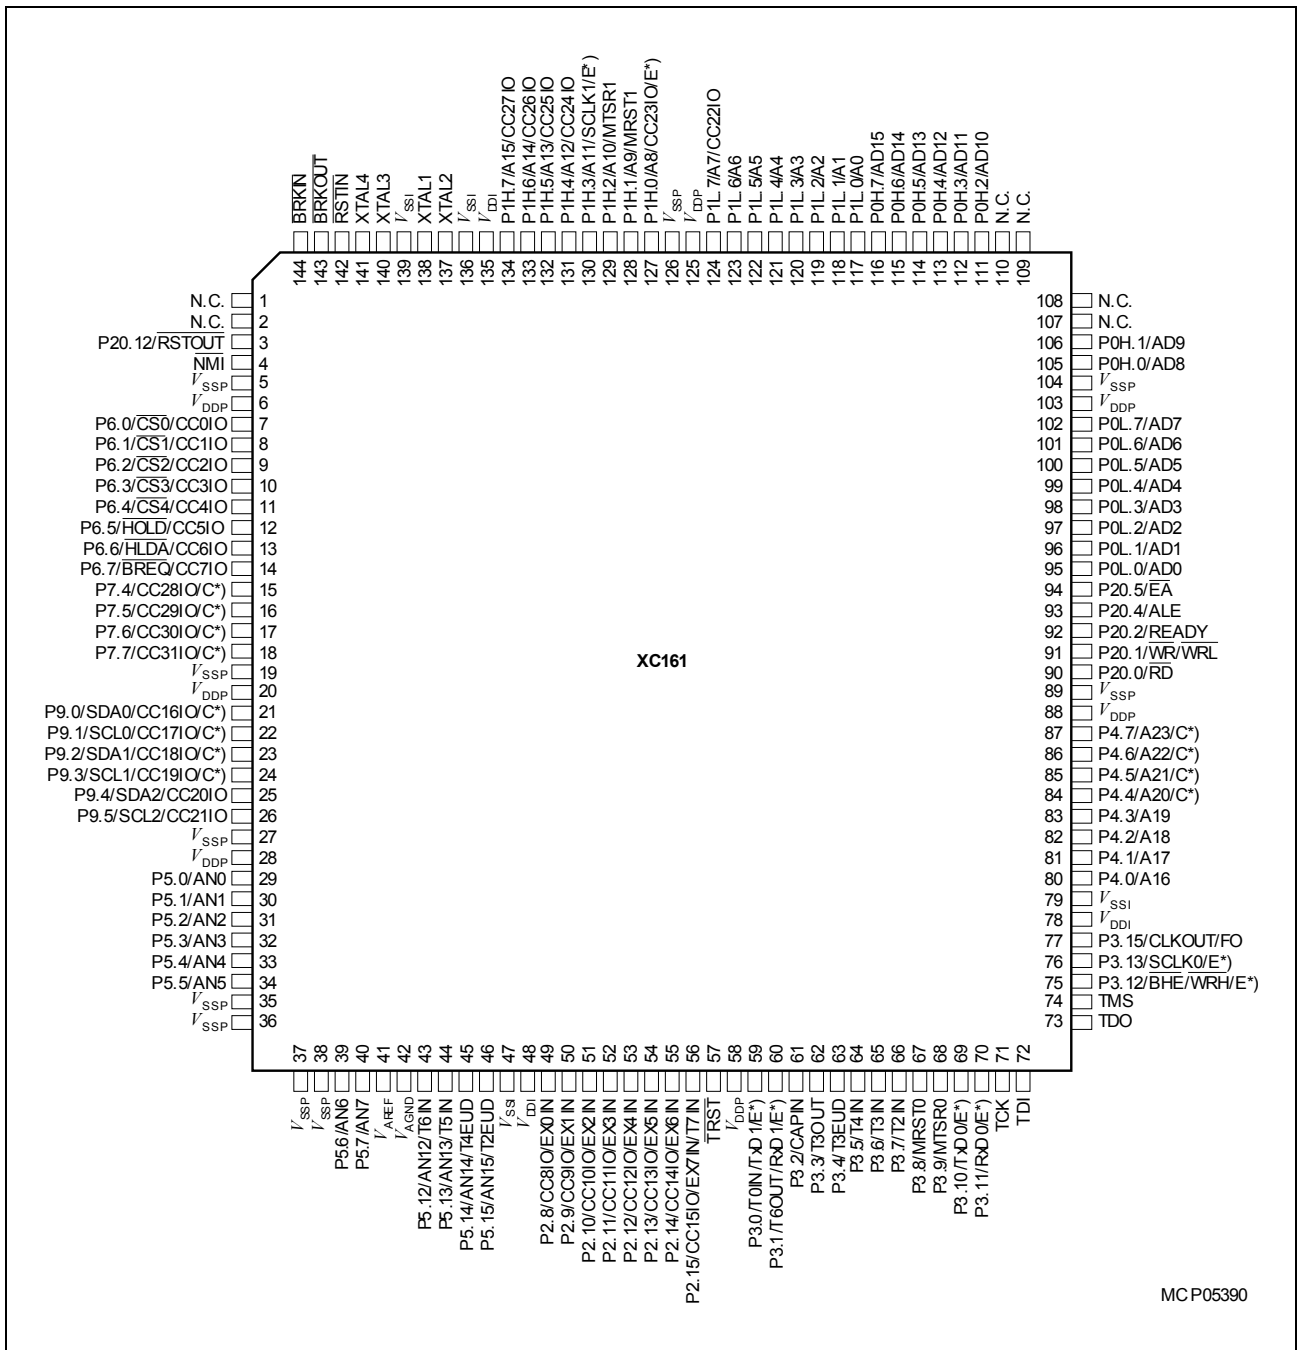 BRKIN
BRKOUT
RSTIN
XTAL4
XTAL3
VSSI
XTAL1
XTAL2
VSSI
VDDI
P1H.7/A15/CC27IO
P1H.6/A14/CC26IO
P1H.5/A13/CC25IO
P1H.4/A12/CC24IO
P1H.3/A11/SCLK1/E*)
P1H.2/A10/MTSR1
P1H.1/A9/MRST1
P1H.0/A8/CC23IO/E*)
VSSP
VDDP
P1L.7/A7/CC22IO
P1L.6/A6
P1L.5/A5
P1L.4/A4
P1L.3/A3
P1L.2/A2
P1L.1/A1
P1L.0/A0
P0H.7/AD15
P0H.6/AD14
P0H.5/AD13
P0H.4/AD12
P0H.3/AD11
P0H.2/AD10
N.C.
N.C.
144
143
142
141
140
139
138
137
136
135
134
133
132
131
130
129
128
127
126
125
124
123
122
121
120
119
118
117
116
115
114
113
112
111
110
109
N.C. 1
N.C. 2
P20.12/RSTOUT 3
NMI 4
VSSP 5
VDDP 6
P6.0/CS0/CC0IO 7
P6.1/CS1/CC1IO 8
P6.2/CS2/CC2IO 9
P6.3/CS3/CC3IO 10
P6.4/CS4/CC4IO 11
P6.5/HOLD/CC5IO 12
P6.6/HLDA/CC6IO 13
P6.7/BREQ/CC7IO 14
P7.4/CC28IO/C*) 15
P7.5/CC29IO/C*) 16
P7.6/CC30IO/C*) 17
P7.7/CC31IO/C*) 18
VSSP 19
VDDP 20
P9.0/SDA0/CC16IO/C*) 21
P9.1/SCL0/CC17IO/C*) 22
P9.2/SDA1/CC18IO/C*) 23
P9.3/SCL1/CC19IO/C*) 24
P9.4/SDA2/CC20IO 25
P9.5/SCL2/CC21IO 26
VSSP 27
VDDP 28
P5.0/AN0 29
P5.1/AN1 30
P5.2/AN2 31
P5.3/AN3 32
P5.4/AN4 33
P5.5/AN5 34
VSSP 35
VSSP 36
XC161
108 N.C.
107 N.C.
106 P0H.1/AD9
105 P0H.0/AD8
104 VSSP
103 VDDP
102 P0L.7/AD7
101 P0L.6/AD6
100 P0L.5/AD5
99 P0L.4/AD4
98 P0L.3/AD3
97 P0L.2/AD2
96 P0L.1/AD1
95 P0L.0/AD0
94 P20.5/EA
93 P20.4/ALE
92 P20.2/READY
91 P20.1/WR/WRL
90 P20.0/RD
89 VSSP
88 VDDP
87 P4.7/A23/C*)
86 P4.6/A22/C*)
85 P4.5/A21/C*)
84 P4.4/A20/C*)
83 P4.3/A19
82 P4.2/A18
81 P4.1/A17
80 P4.0/A16
79 VSSI
78 VDDI
77 P3.15/CLKOUT/FO
76 P3.13/SCLK0/E*)
75 P3.12/BHE/WRH/E*)
74 TMS
73 TDO
37
38
39
40
41
42
43
44
45
46
47
48
49
50
51
52
53
54
55
56
57
58
59
60
61
62
63
64
65
66
67
68
69
70
71
72
VSSP
VSSP
P5.6/AN6
P5.7/AN7
VAREF
VAGND
P5.12/AN12/T6IN
P5.13/AN13/T5IN
P5.14/AN14/T4EUD
P5.15/AN15/T2EUD
VSSI
VDDI
P2.8/CC8IO/EX0IN
P2.9/CC9IO/EX1IN
P2.10/CC10IO/EX2IN
P2.11/CC11IO/EX3IN
P2.12/CC12IO/EX4IN
P2.13/CC13IO/EX5IN
P2.14/CC14IO/EX6IN
P2.15/CC15IO/EX7IN/T7IN
TRST
VDDP
P3.0/T0IN/TxD1/E*)
P3.1/T6OUT/RxD1/E*)
P3.2/CAPIN
P3.3/T3OUT
P3.4/T3EUD
P3.5/T4IN
P3.6/T3IN
P3.7/T2IN
P3.8/MRST0
P3.9/MTSR0
P3.10/TxD0/E*)
P3.11/RxD0/E*)
TCK
TDI
MCP05390